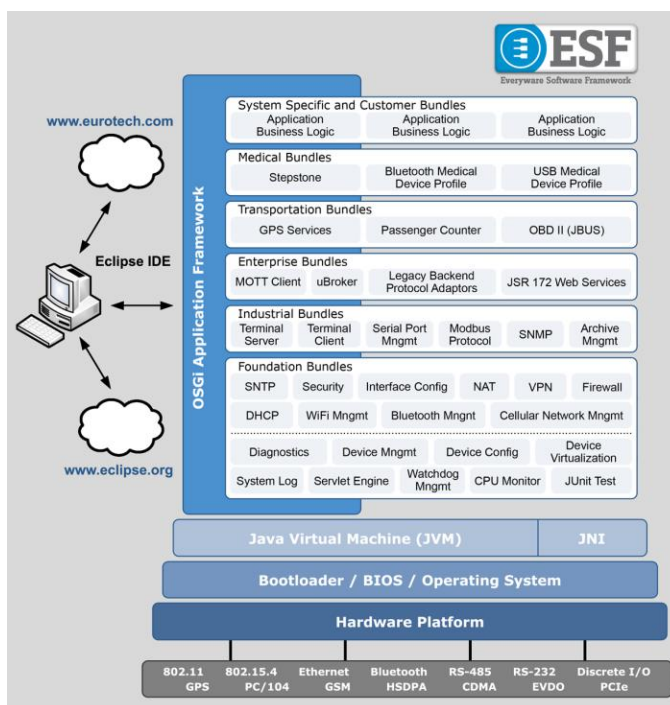 ESF
Everyware Software Framework
www.eurotech.com
Eclipse IDE
www.eclipse.org
OSGi Application Framework
System Specific and Customer Bundles
Application Business Logic
Application Business Logic
Application Business Logic
Medical Bundles
Stepstone
Bluetooth Medical Device Profile
USB Medical Device Profile
Transportation Bundles
GPS Services
Passenger Counter
OBD II (JBUS)
Enterprise Bundles
MOTT Client
uBroker
Legacy Backend Protocol Adaptors
JSR 172 Web Services
Industrial Bundles
Terminal Server
Terminal Client
Serial Port Mngmt
Modbus Protocol
SNMP
Archive Mngmt
Foundation Bundles
SNTP
Security
Interface Config
NAT
VPN
Firewall
DHCP
WiFi Mngmt
Bluetooth Mngnt
Cellular Network Mngmt
Diagnostics
Device Mngmt
Device Config
Device Virtualization
System Log
Servlet Engine
Watchdog Mngmt
CPU Monitor
JUnit Test
Java Virtual Machine (JVM)
JNI
Bootloader / BIOS / Operating System
Hardware Platform
802.11 802.15.4 Ethernet Bluetooth RS-485 RS-232 Discrete I/O
GPS PC/104 GSM HSDPA CDMA EVDO PCIe